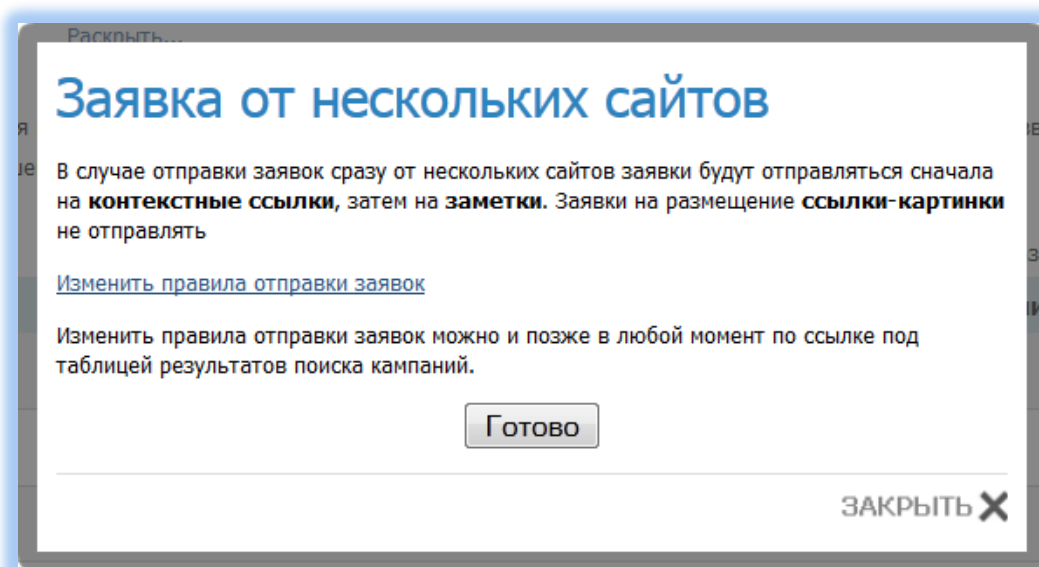 Раскрыть...
Заявка от нескольких сайтов
В случае отправки заявок сразу от нескольких сайтов заявки будут отправляться сначала
на контекстные ссылки, затем на заметки. Заявки на размещение ссылки-картинки
не отправлять
Изменить правила отправки заявок
Изменить правила отправки заявок можно и позже в любой момент по ссылке под
таблицей результатов поиска кампаний.
Готово
ЗАКРЫТЬ